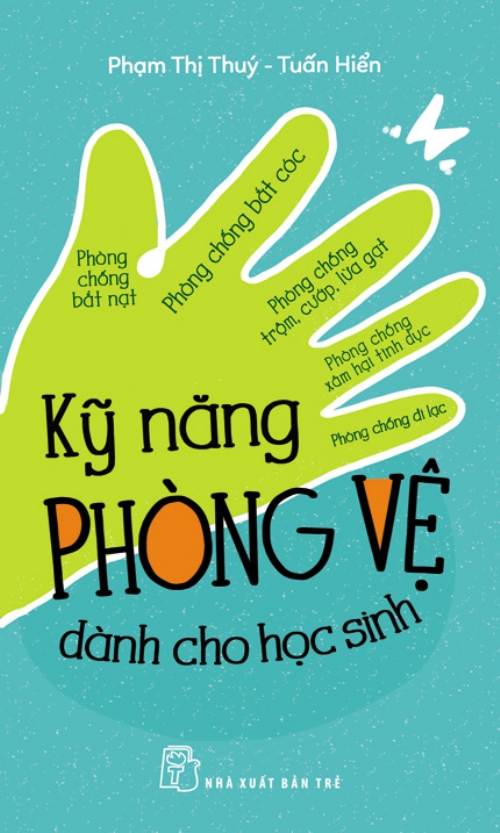 Phạm Thị Thuý - Tuấn Hiển
Phòng
chống
bắt nạt
Phòng chống bắt cóc
Phòng chống
trộm, cướp, lừa gạt
Phòng chống
xâm hại tình dục
Phòng chống đi lạc
Kỹ năng
PHÒNG VỆ
dành cho học sinh
T
NHÀ XUẤT BẢN TRẺ